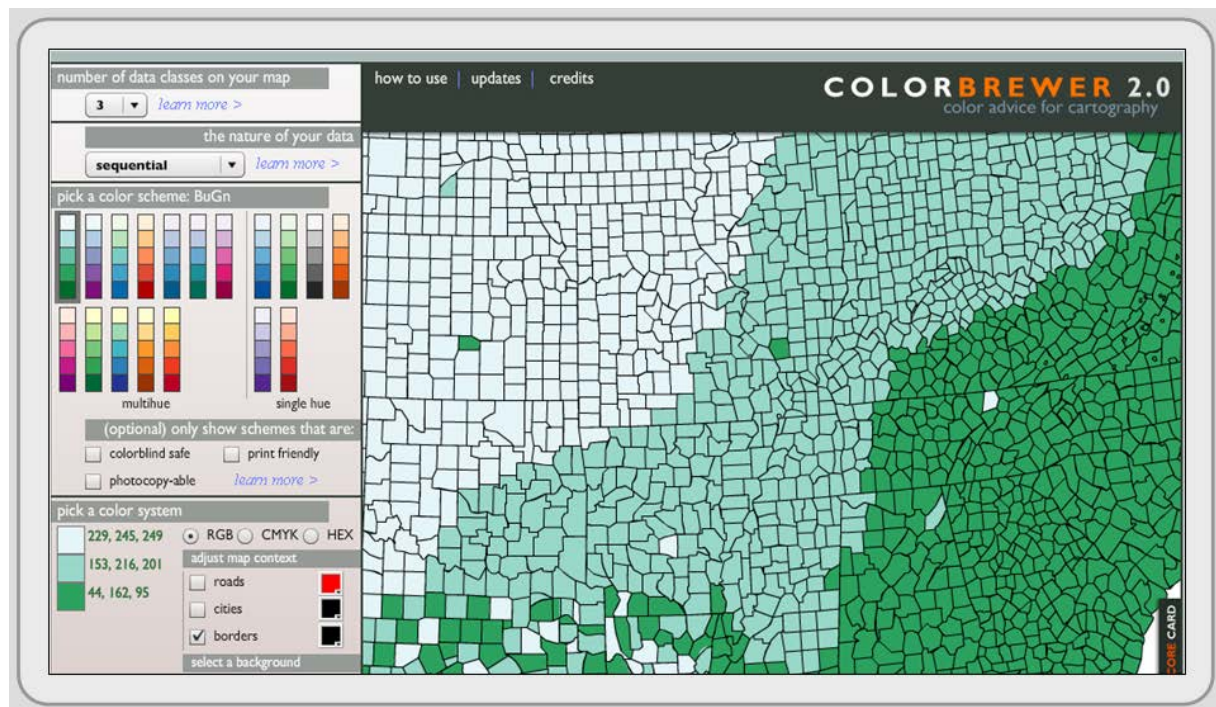 number of data classes on your map
3 learn more >
the nature of your data
sequential learn more >
pick a color scheme: BuGn
multihue single hue
(optional) only show schemes that are:
colorblind safe print friendly
photocopy-able learn more >
pick a color system
229, 245, 249 RGB CMYK HEX
adjust map context
153, 216, 201
roads
44, 162, 95
cities
borders
select a background
how to use | updates | credits
COLORBREWER 2.0
color advice for cartography
CORE CARD